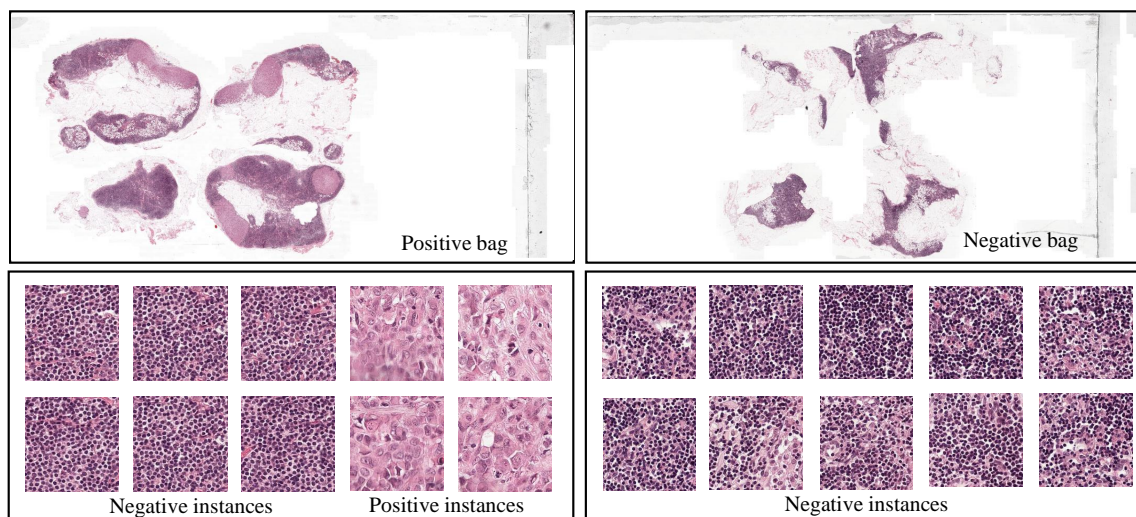 Positive bag
Negative bag
Negative instances
Positive instances
Negative instances